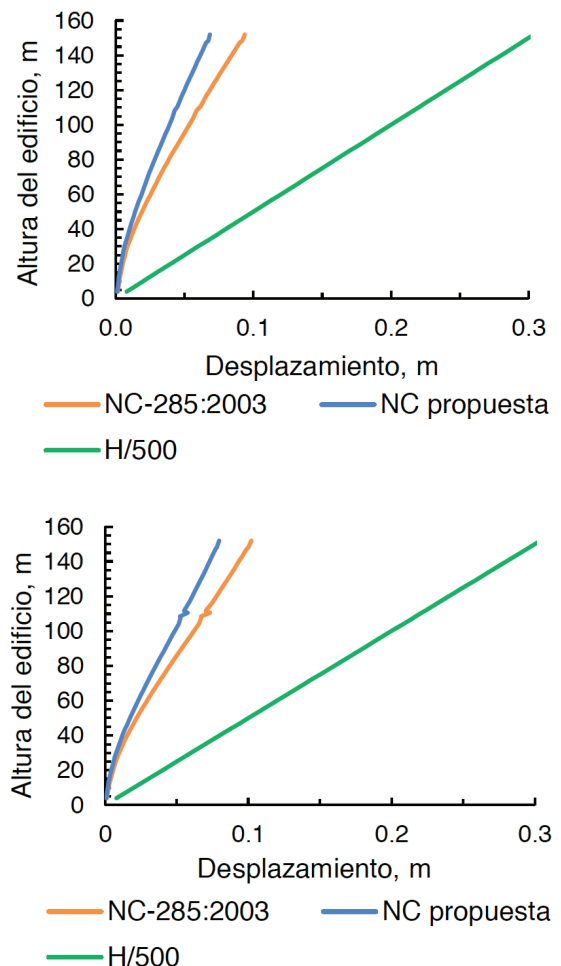 160
140
120
100
80
60
40
20
0
Altura del edificio, m
0.0 0.1 0.2 0.3
Desplazamiento, m
NC-285:2003 NC propuesta
H/500
160
140
120
100
80
60
40
20
0
Altura del edificio, m
0 0.1 0.2 0.3
Desplazamiento, m
NC-285:2003 NC propuesta
H/500